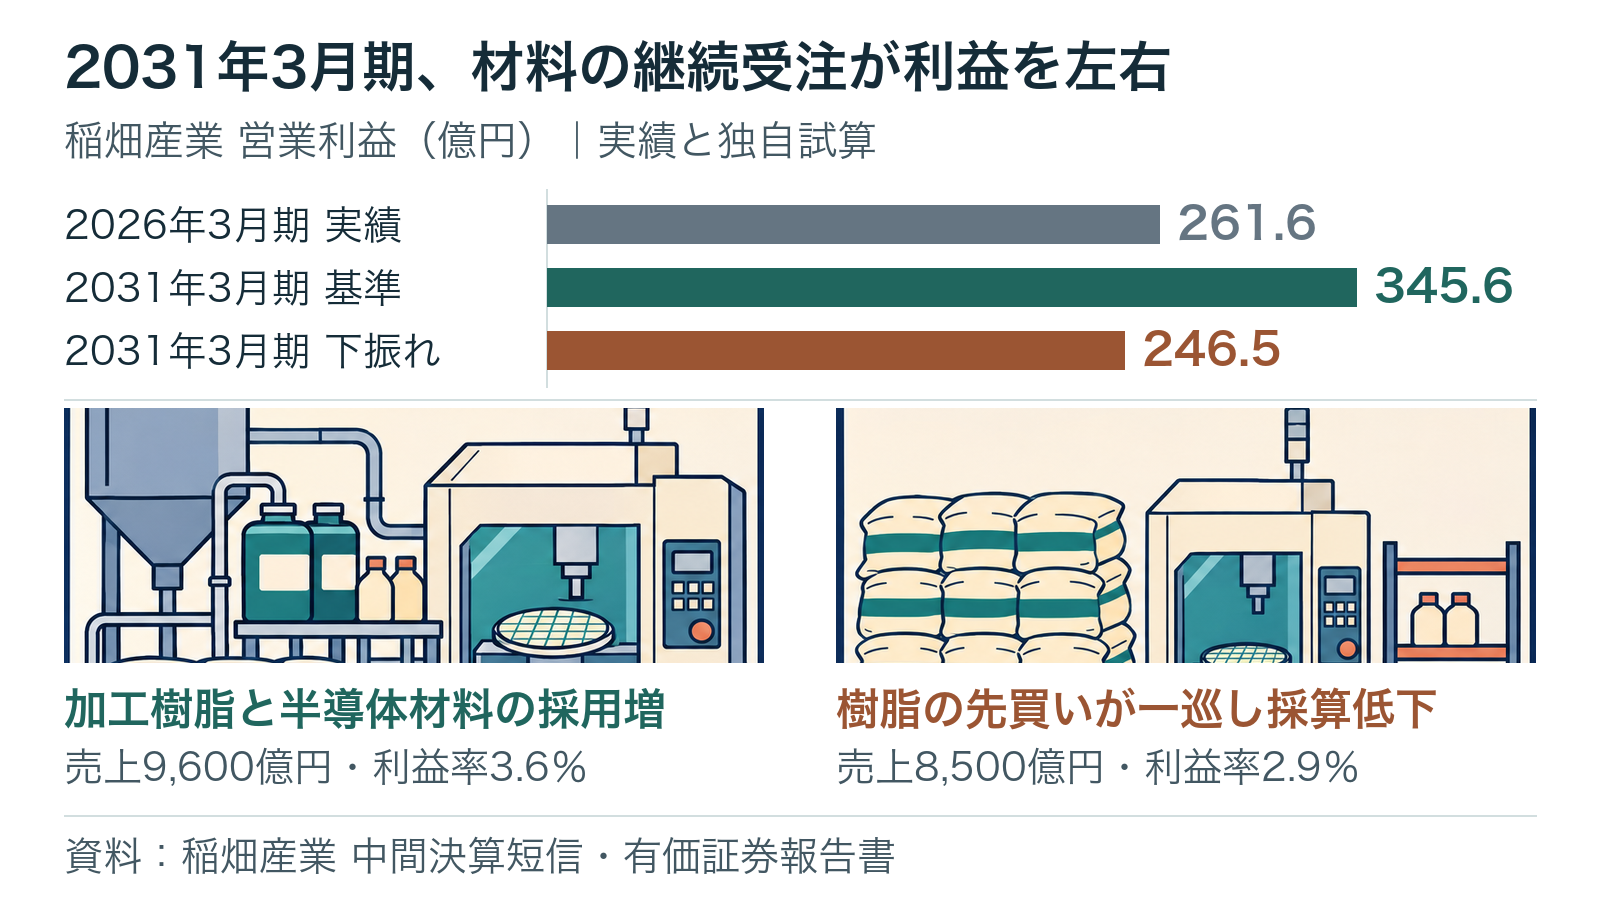 2031年3月期、材料の継続受注が利益を左右
稲畑産業 営業利益（億円）｜実績と独自試算
2026年3月期 実績 261.6
2031年3月期 基準 345.6
2031年3月期 下振れ 246.5
加工樹脂と半導体材料の採用増
売上9,600億円・利益率3.6%
樹脂の先買いが一巡し採算低下
売上8,500億円・利益率2.9%
資料：稲畑産業 中間決算短信・有価証券報告書